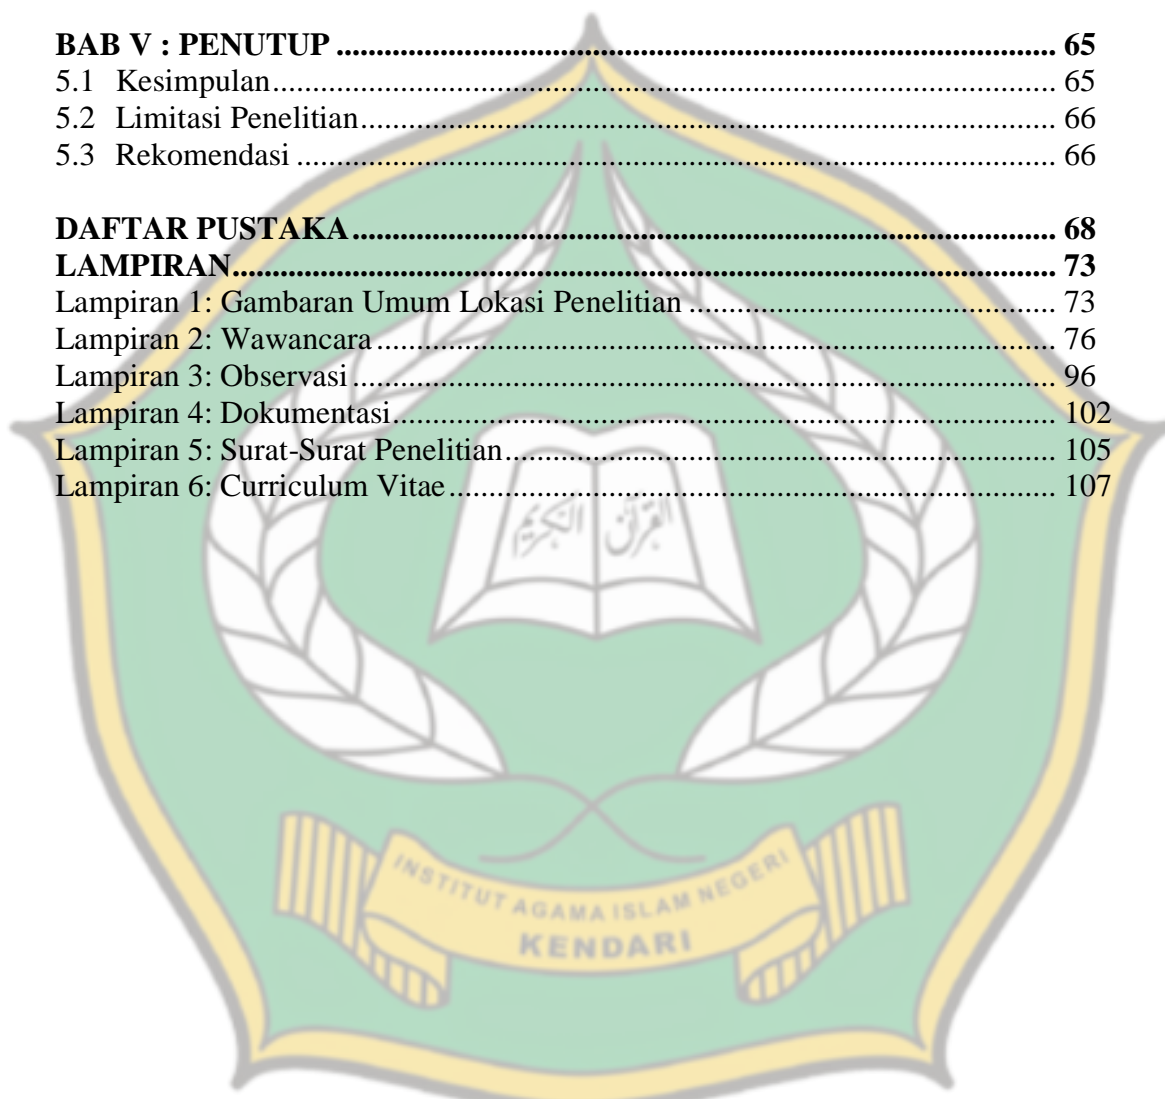 BAB V : PENUTUP ........................................................................................... 65
5.1 Kesimpulan................................................................................................... 65
5.2 Limitasi Penelitian........................................................................................ 66
5.3 Rekomendasi ................................................................................................ 66
DAFTAR PUSTAKA......................................................................................... 68
LAMPIRAN........................................................................................................ 73
Lampiran 1: Gambaran Umum Lokasi Penelitian .............................................. 73
Lampiran 2: Wawancara ...................................................................................... 76
Lampiran 3: Observasi ......................................................................................... 96
Lampiran 4: Dokumentasi.................................................................................... 102
Lampiran 5: Surat-Surat Penelitian...................................................................... 105
Lampiran 6: Curriculum Vitae ............................................................................. 107
القرآن الكريم
INSTITUT AGAMA ISLAM NEGERI
KENDARI